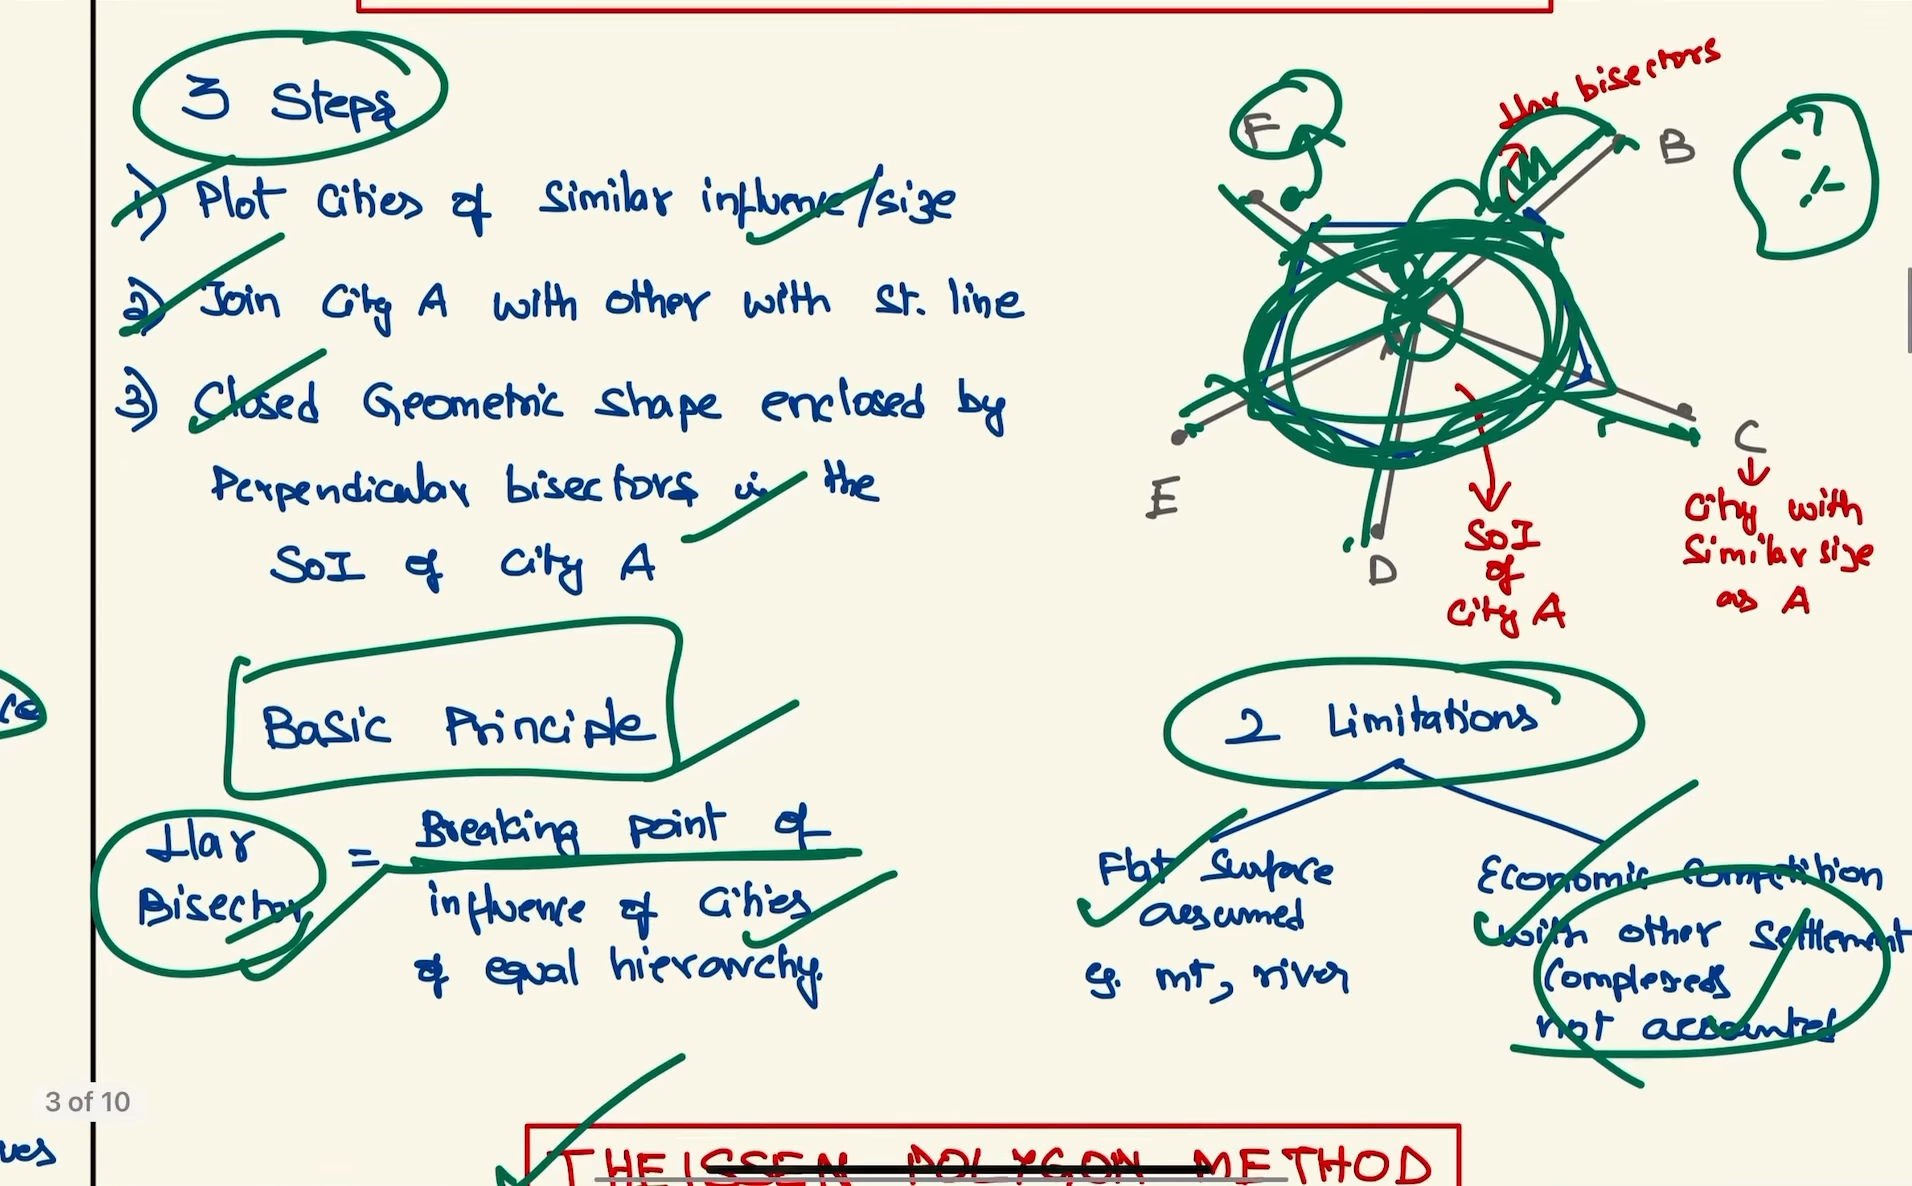 3 Steps
1) Plot Cities of Similar influence/size
2) Join City A with other with st. line
3) Closed Geometric shape enclosed by
Perpendicular bisectors is the
SoI of City A
F
⊥lar bisectors
B
A
E
D
C
SoI
of
City A
City with
Similar size
as A
Basic Principle
⊥lar
Bisector
=
Breaking point of
influence of Cities
of equal hierarchy.
2 Limitations
Flat Surface
assumed
eg. mt, river
Economic Competition
with other Settlement
Complexes
not accounted
3 of 10
THEISSEN POLYGON METHOD